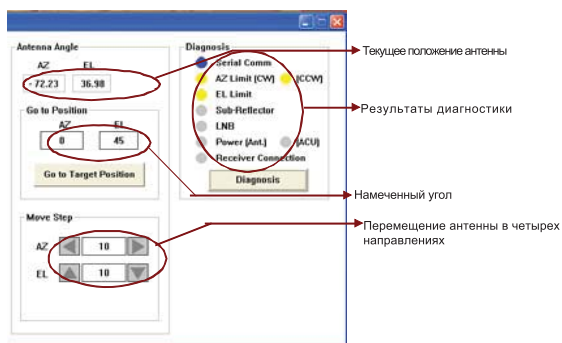 Antenna Angle
AZ EL
-72.23 36.98
Go to Position
AZ EL
0 45
Go to Target Position
Move Step
AZ 10
EL 10
Diagnosis
Serial Comm
AZ Limit (CW) (CCW)
EL Limit
Sub-Reflector
LNB
Power (Ant.) (ACU)
Receiver Connection
Diagnosis
Текущее положение антенны
Результаты диагностики
Намеченный угол
Перемещение антенны в четырех
направлениях